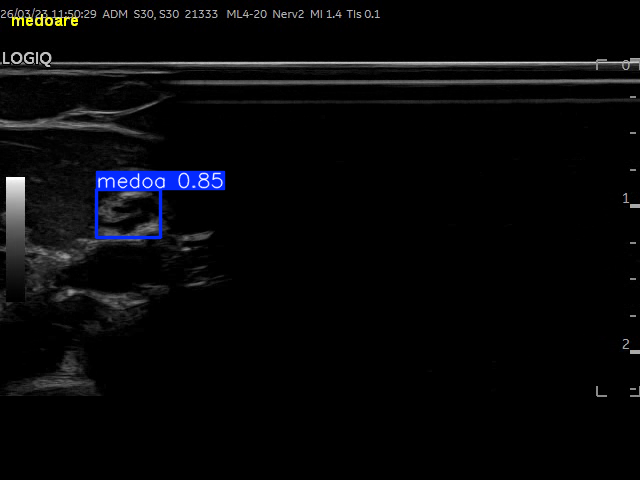 26/03/23 11:50:29 ADM S30, S30 21333 ML4-20 Nerv2 MI 1.4 TIs 0.1
medoare
LOGIQ
0
medoa 0.85
1
2